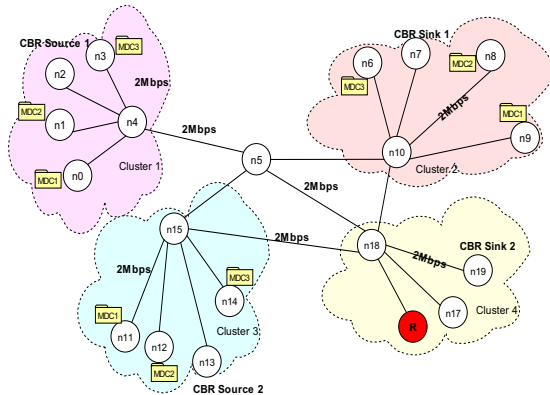 CBR Source 1
n3
MDC3
n2
2Mbps
MDC2
n1
n4
2Mbps
Cluster 1
MDC1
n0
CBR Sink 1
n6
n7
MDC2
n8
MDC3
2Mbps
MDC1
n9
n10
Cluster 2
n5
2Mbps
n15
2Mbps
2Mbps
MDC3
n14
MDC1
n11
n12
MDC2
n13
Cluster 3
CBR Source 2
n18
2Mbps
CBR Sink 2
n19
n17
Cluster 4
R